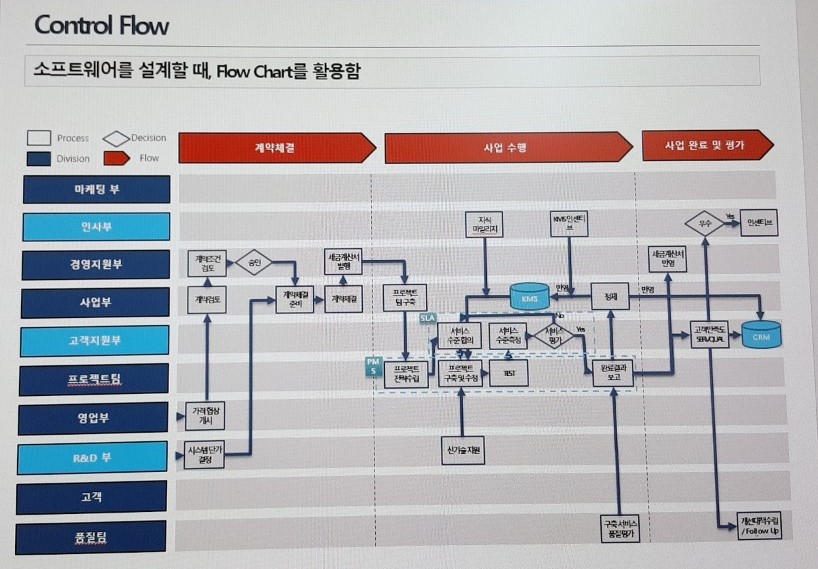 Control Flow
소프트웨어를 설계할 때, Flow Chart를 활용함
Process
Decision
Division
Flow
계약체결
사업 수행
사업 완료 및 평가
마케팅 부
인사부
지식
마일리지
KMS인센티
브
우수
Yes
인센티브
경영지원부
계약조건
검토
승인
세금계산서
발행
세금계산서
반영
사업부
계약검토
계약체결
준비
계약체결
프로젝트
팀 구축
KMS
반영
정제
반영
고객지원부
SLA
서비스
수준 합의
서비스
수준측정
서비스
평가
No
Yes
고객만족도
SERVQUAL
CRM
프로젝트팀
PM
S
프로젝트
전략수립
프로젝트
구축 및 수정
TEST
완료결과
보고
영업부
가격협상
개시
R&D 부
시스템 단가
결정
신기술 지원
고객
품질팀
구축 서비스
품질평가
개선대책수립
/ Follow Up